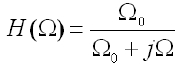 H(Ω) = Ω₀ / (Ω₀ + jΩ)